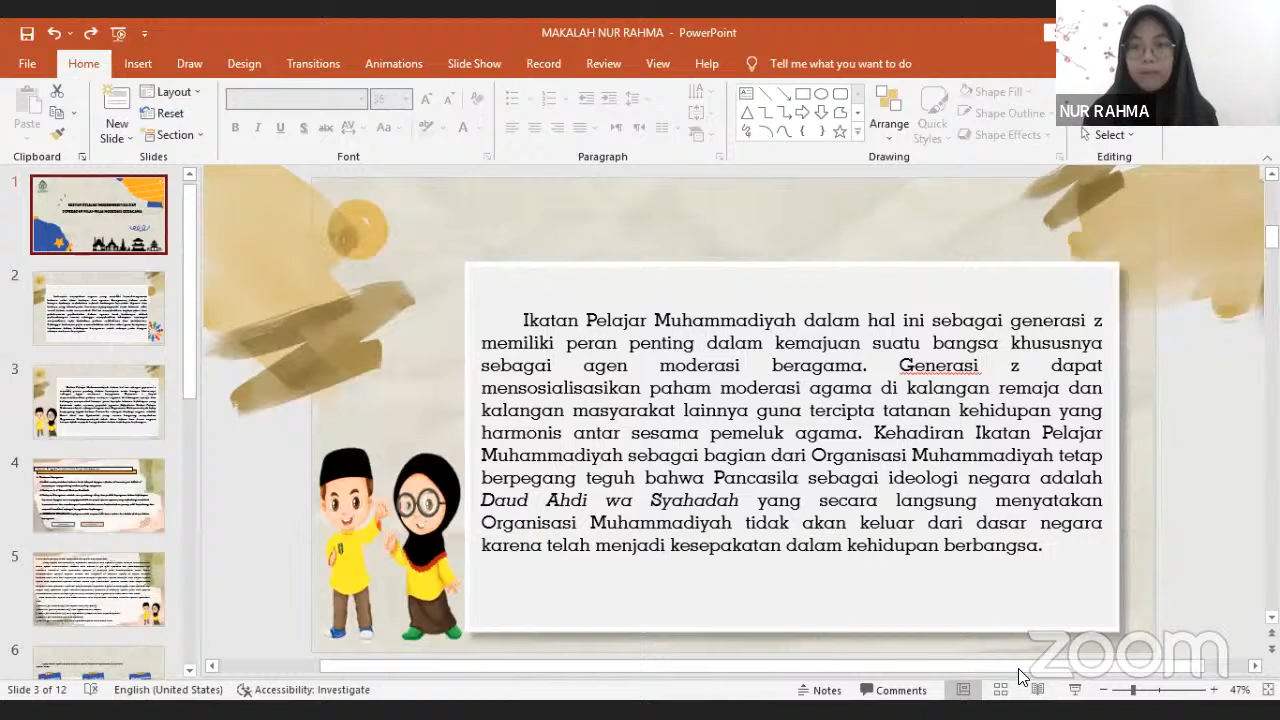 MAKALAH NUR RAHMA - PowerPoint
File Home Insert Draw Design Transitions Animations Slide Show Record Review View Help Tell me what you want to do
NUR RAHMA
Paste
New
Slide
Layout
Reset
Section
Arrange
Quick
Styles
Shape Fill
Shape Outline
Shape Effects
Select
Clipboard Slides Font Paragraph Drawing Editing
1
2
3
4
5
6
Ikatan Pelajar Muhammadiyah dalam hal ini sebagai generasi z
memiliki peran penting dalam kemajuan suatu bangsa khususnya
sebagai agen moderasi beragama. Generasi z dapat
mensosialisasikan paham moderasi agama di kalangan remaja dan
kalangan masyarakat lainnya guna tercipta tatanan kehidupan yang
harmonis antar sesama pemeluk agama. Kehadiran Ikatan Pelajar
Muhammadiyah sebagai bagian dari Organisasi Muhammadiyah tetap
berpegang teguh bahwa Pancasila sebagai ideologi negara adalah
Darul Ahdi wa Syahadah yang secara langsung menyatakan
Organisasi Muhammadiyah tidak akan keluar dari dasar negara
karena telah menjadi kesepakatan dalam kehidupan berbangsa.
zoom
Slide 3 of 12 English (United States) Accessibility: Investigate Notes Comments 47%